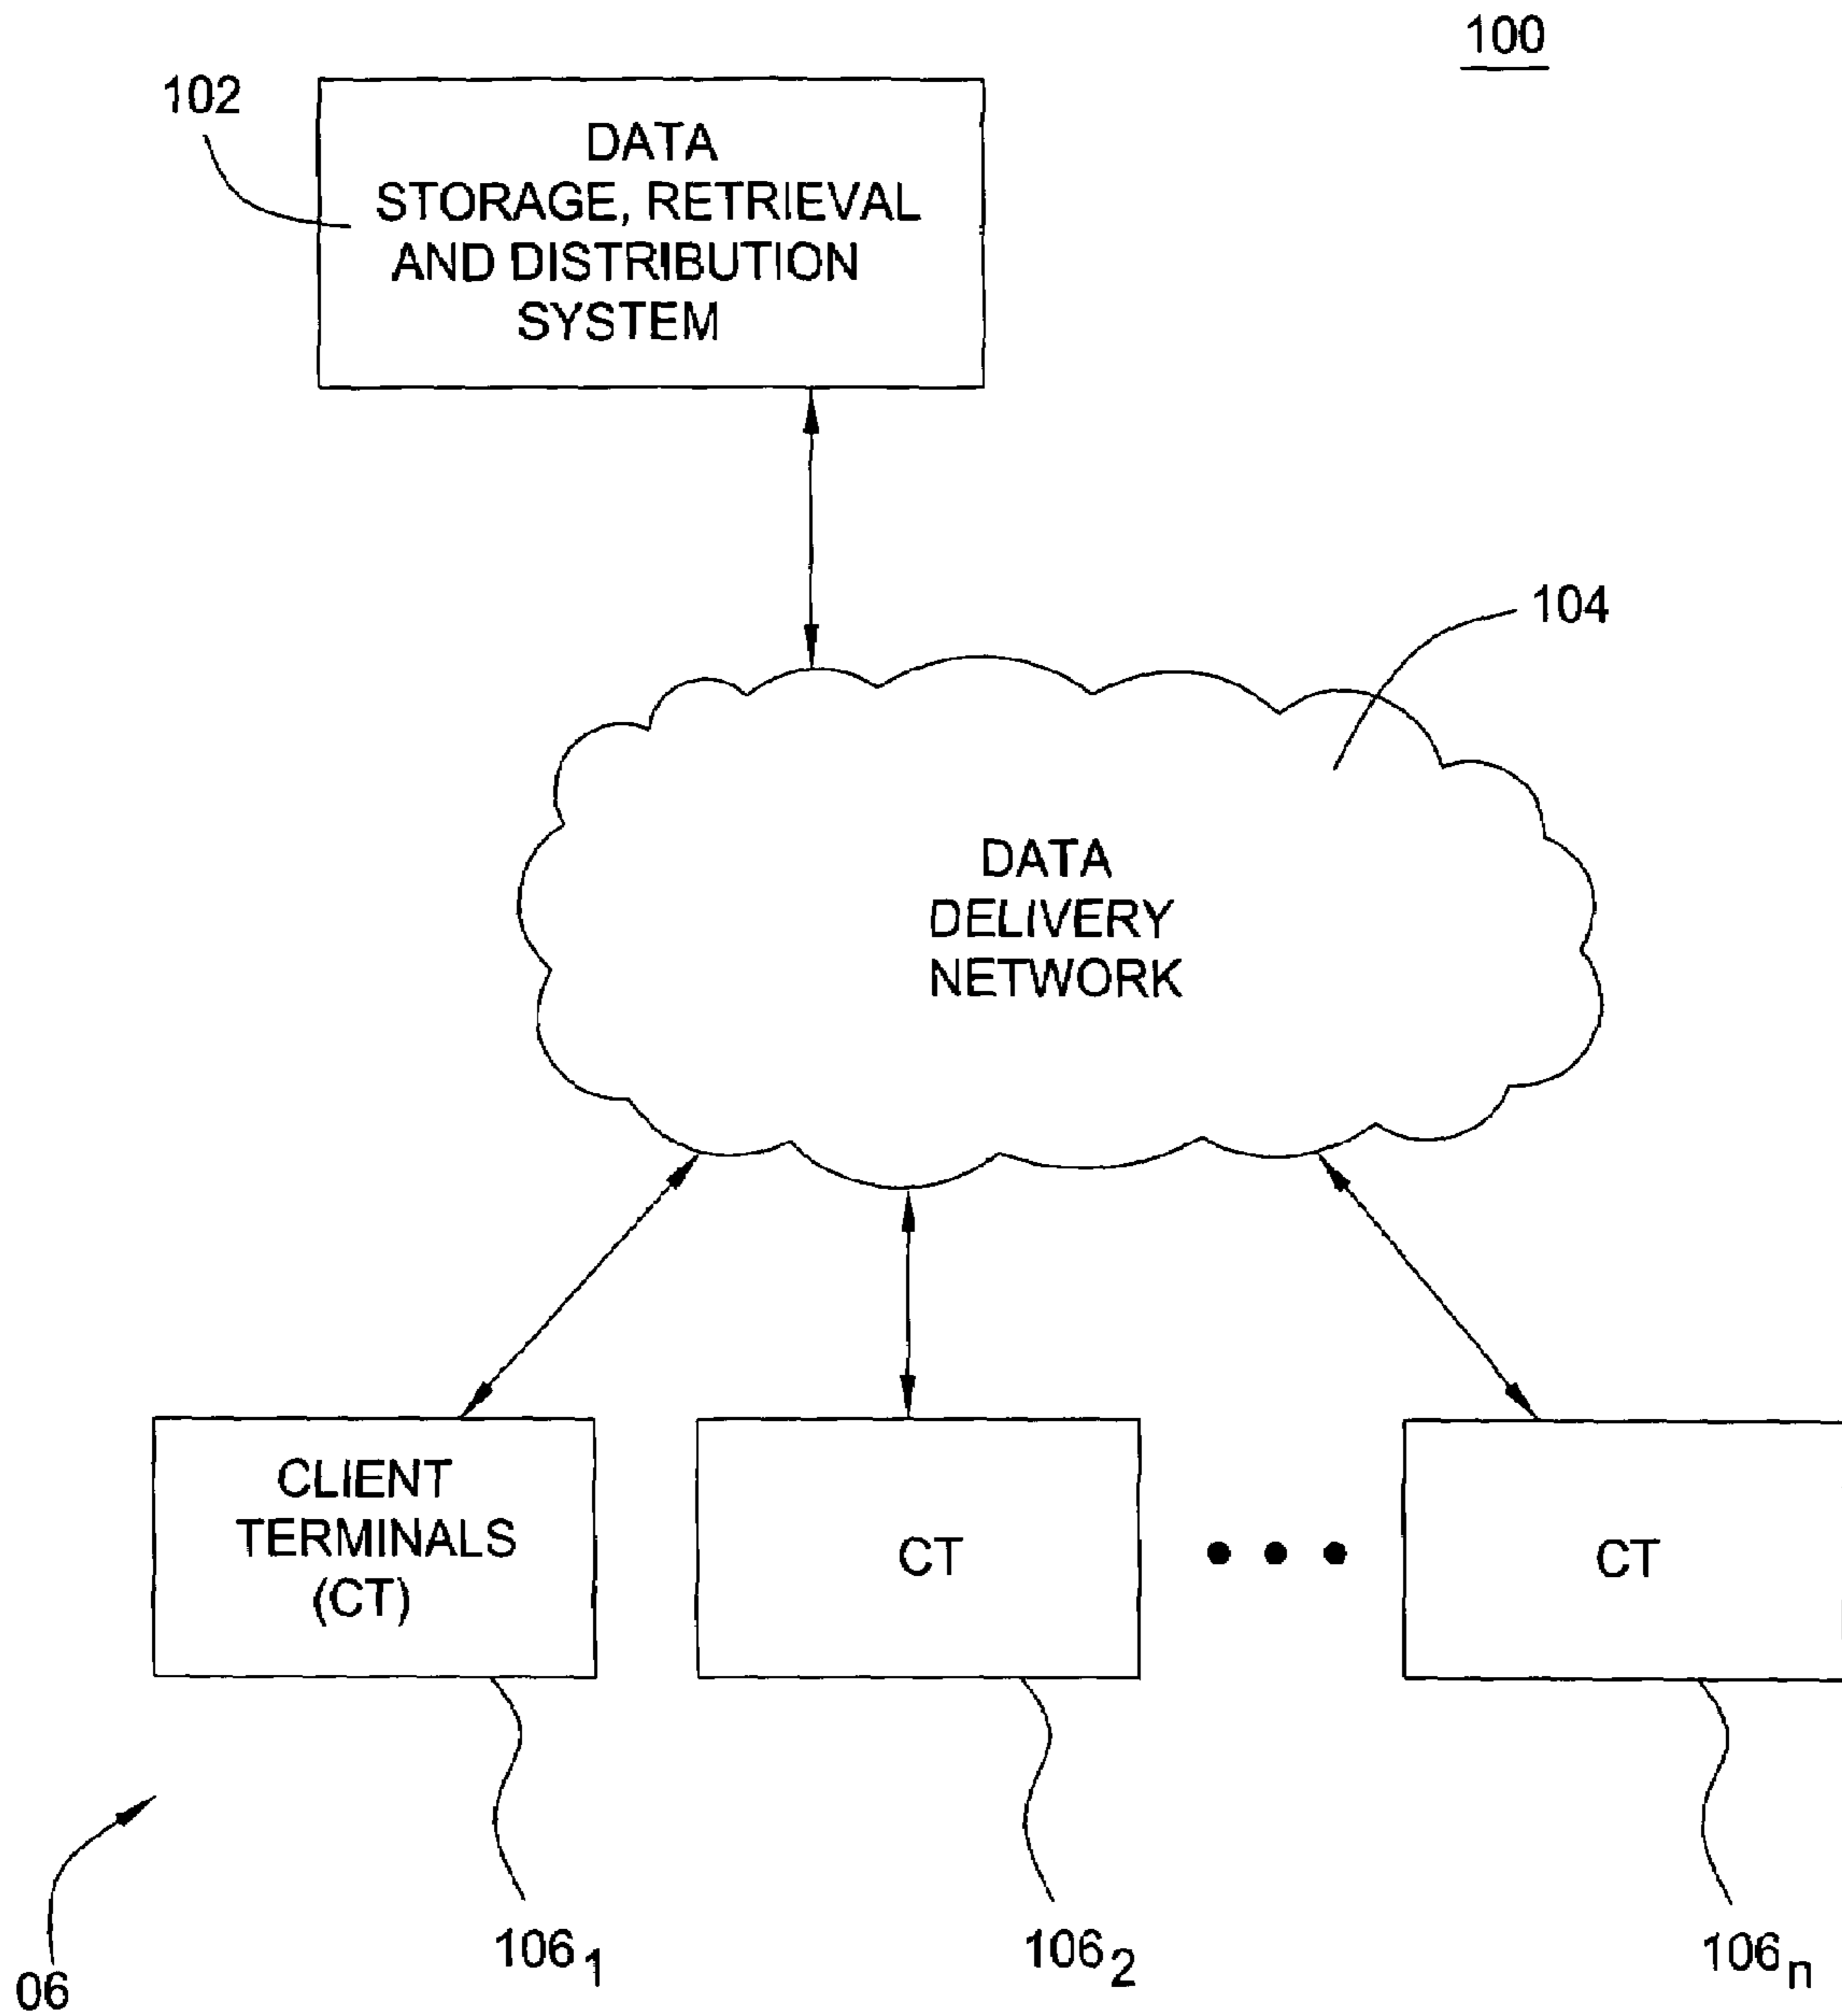 100
102
DATA
STORAGE, RETRIEVAL
AND DISTRIBUTION
SYSTEM
104
DATA
DELIVERY
NETWORK
CLIENT
TERMINALS
(CT)
CT
CT
06
106₁
106₂
106ₙ